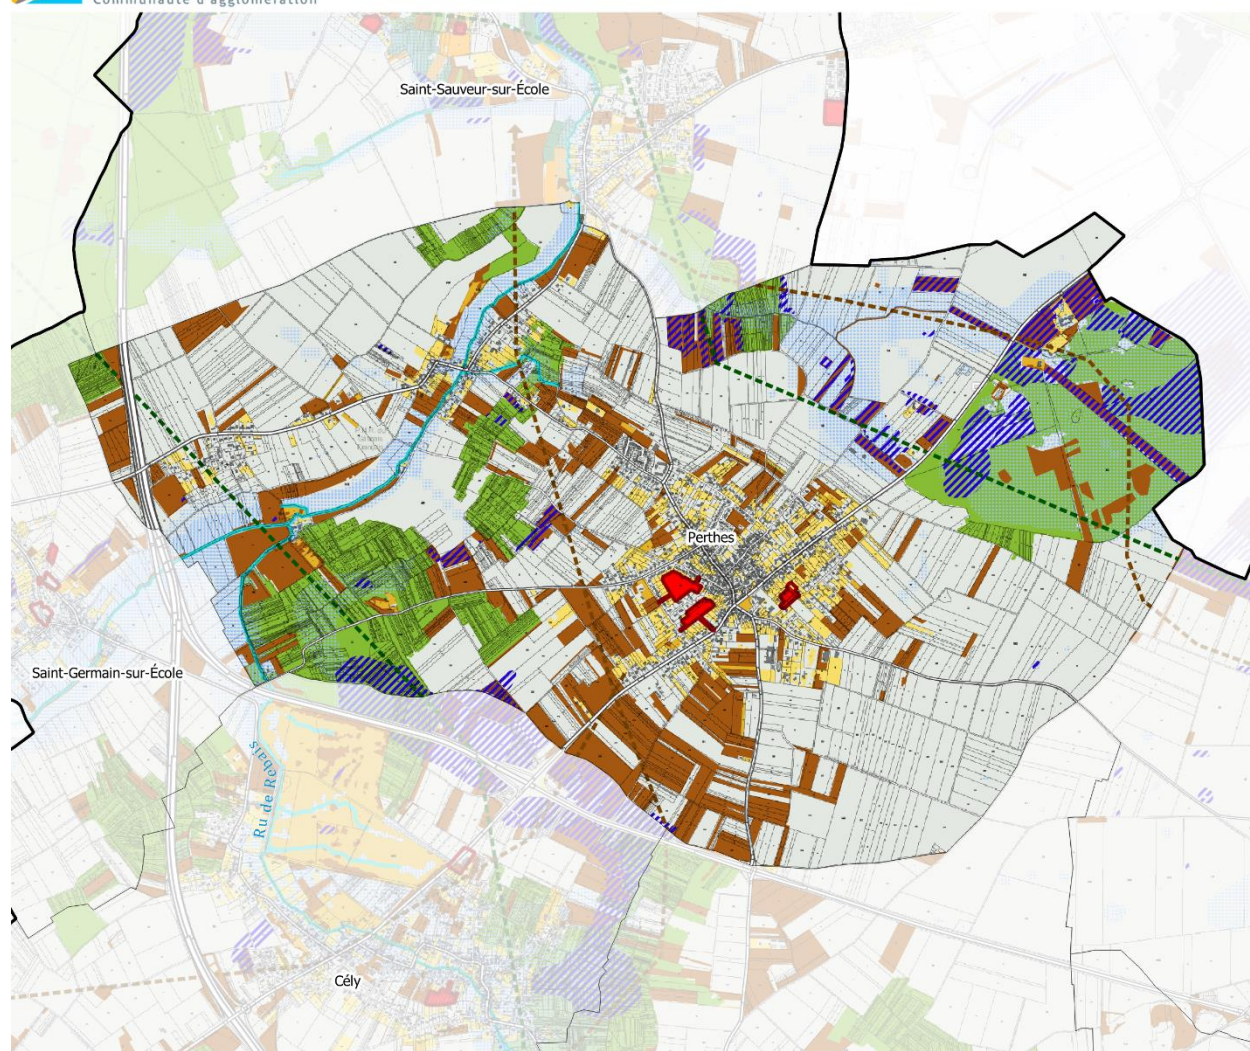 Communauté d'agglomération
Saint-Sauveur-sur-École
Perthes
Saint-Germain-sur-École
Ru de Rebais
Cély